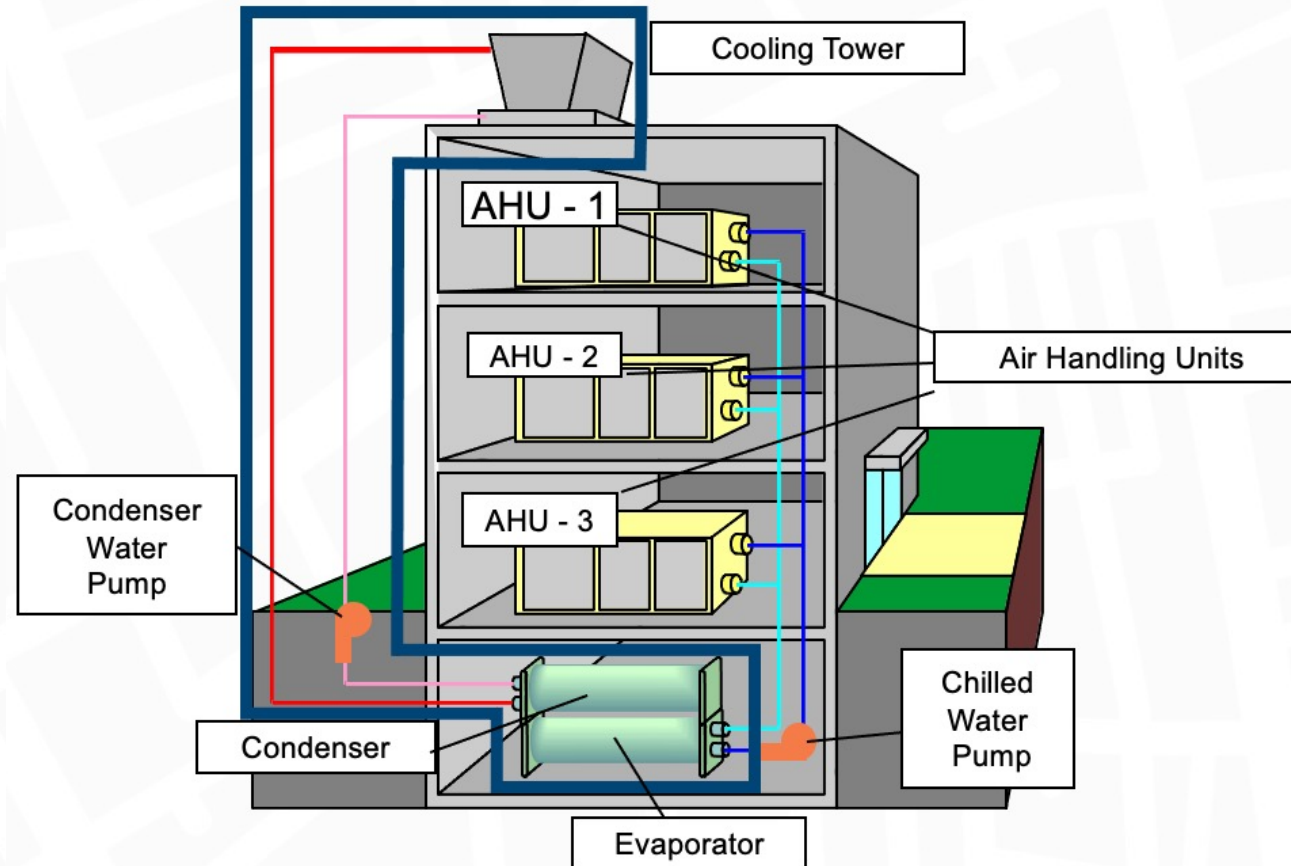 Cooling Tower
AHU - 1
AHU - 2
Air Handling Units
AHU - 3
Condenser
Water
Pump
Chilled
Water
Pump
Condenser
Evaporator